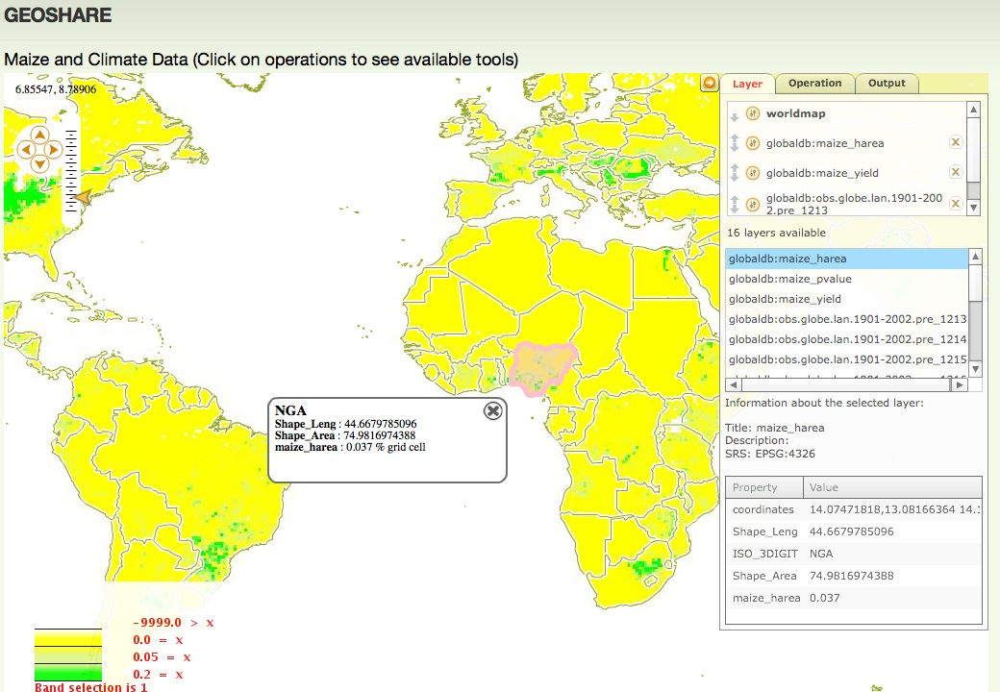 GEOSHARE
Maize and Climate Data (Click on operations to see available tools)
6.85547, 8.78906
Layer
Operation
Output
worldmap
globaldb:maize_harea
globaldb:maize_yield
globaldb:obs.globe.lan.1901-200
2.pre_1213
16 layers available
globaldb:maize_harea
globaldb:maize_pvalue
globaldb:maize_yield
globaldb:obs.globe.lan.1901-2002.pre_1213
globaldb:obs.globe.lan.1901-2002.pre_1214
globaldb:obs.globe.lan.1901-2002.pre_1215
Information about the selected layer:
Title: maize_harea
Description:
SRS: EPSG:4326
Property Value
coordinates 14.07471818,13.08166364 14.
Shape_Leng 44.6679785096
ISO_3DIGIT NGA
Shape_Area 74.9816974388
maize_harea 0.037
NGA
Shape_Leng : 44.6679785096
Shape_Area : 74.9816974388
maize_harea : 0.037 % grid cell
-9999.0 > x
0.0 = x
0.05 = x
0.2 = x
Band selection is 1